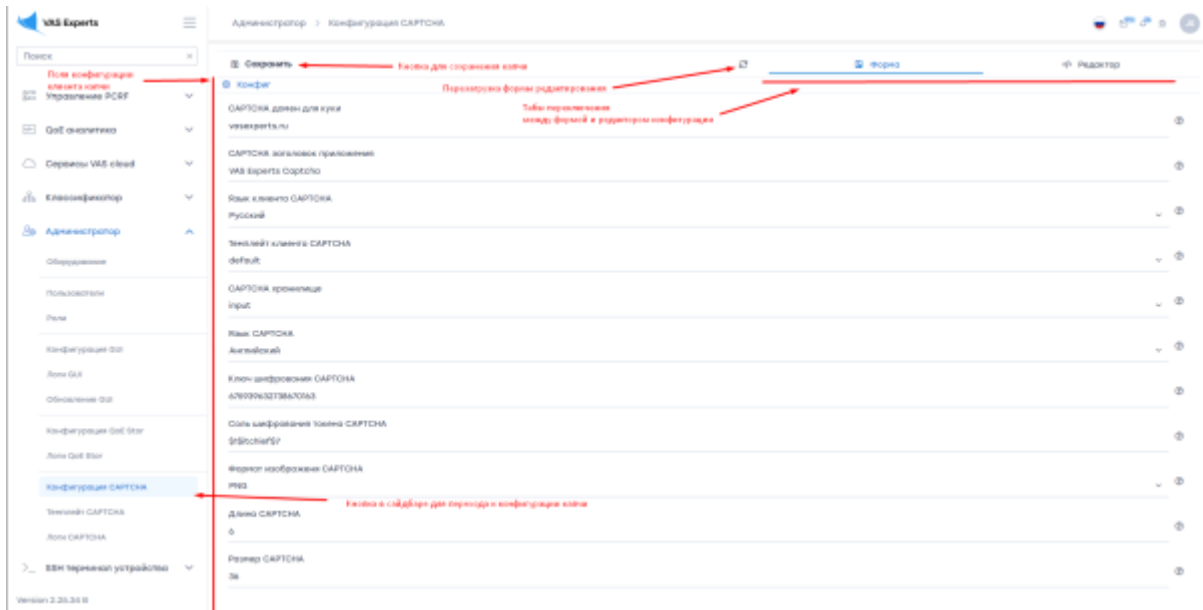 VAS Experts
Администратор > Конфигурация CAPTCHA
Поиск
Сохранить
Кнопка для сохранения капчи
Форма
Редактор
Поля конфигурации
клиента капчи
Перезагрузка формы редактирования
Конфиг
Управление PCRF
Табы переключения
между формой и редактором конфигурации
CAPTCHA домен для куки
vasexperts.ru
QoE аналитика
CAPTCHA заголовок приложения
VAS Experts Captcha
Сервисы VAS cloud
Язык клиента CAPTCHA
Русский
Классификатор
Администратор
Темплейт клиента CAPTCHA
default
Оборудование
CAPTCHA хранилище
input
Пользователи
Роли
Язык CAPTCHA
Английский
Конфигурация GUI
Логи GUI
Обновление GUI
Ключ шифрования CAPTCHA
Соль шифрования токена CAPTCHA
Конфигурация QoE Stor
Логи QoE Stor
Формат изображения CAPTCHA
PNG
Конфигурация CAPTCHA
Кнопка в сайдбаре для перехода к конфигурации капчи
Темплейт CAPTCHA
Логи CAPTCHA
Длина CAPTCHA
6
Размер CAPTCHA
36
SSH терминал устройства